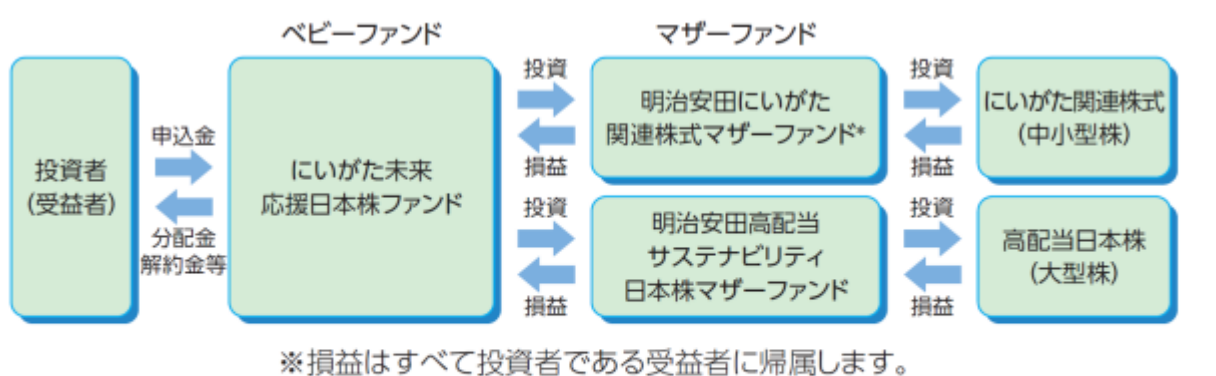 ベビーファンド
マザーファンド
投資者
(受益者)
申込金
分配金
解約金等
にいがた未来
応援日本株ファンド
投資
損益
投資
損益
明治安田にいがた
関連株式マザーファンド*
明治安田高配当
サステナビリティ
日本株マザーファンド
投資
損益
投資
損益
にいがた関連株式
(中小型株)
高配当日本株
(大型株)
※損益はすべて投資者である受益者に帰属します。